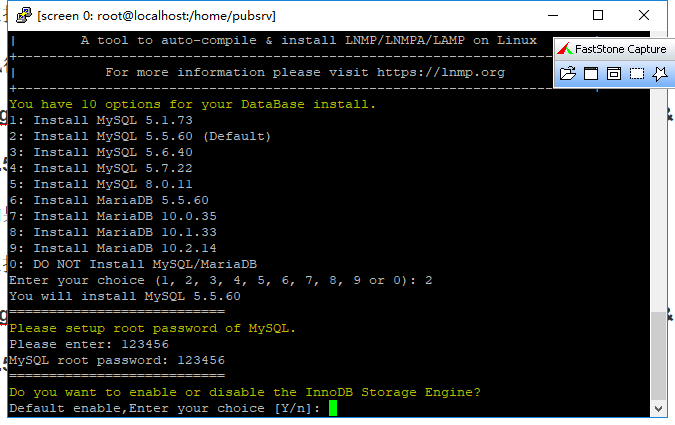 [screen 0: root@localhost:/home/pubsrv]
| A tool to auto-compile & install LNMP/LNMPA/LAMP on Linux
+------------------------------------------------------------------------+
| For more information please visit https://lnmp.org
+------------------------------------------------------------------------+
FastStone Capture
You have 10 options for your DataBase install.
1: Install MySQL 5.1.73
2: Install MySQL 5.5.60 (Default)
3: Install MySQL 5.6.40
4: Install MySQL 5.7.22
5: Install MySQL 8.0.11
6: Install MariaDB 5.5.60
7: Install MariaDB 10.0.35
8: Install MariaDB 10.1.33
9: Install MariaDB 10.2.14
0: DO NOT Install MySQL/MariaDB
Enter your choice (1, 2, 3, 4, 5, 6, 7, 8, 9 or 0): 2
You will install MySQL 5.5.60
===========================
Please setup root password of MySQL.
Please enter: 123456
MySQL root password: 123456
===========================
Do you want to enable or disable the InnoDB Storage Engine?
Default enable,Enter your choice [Y/n]: